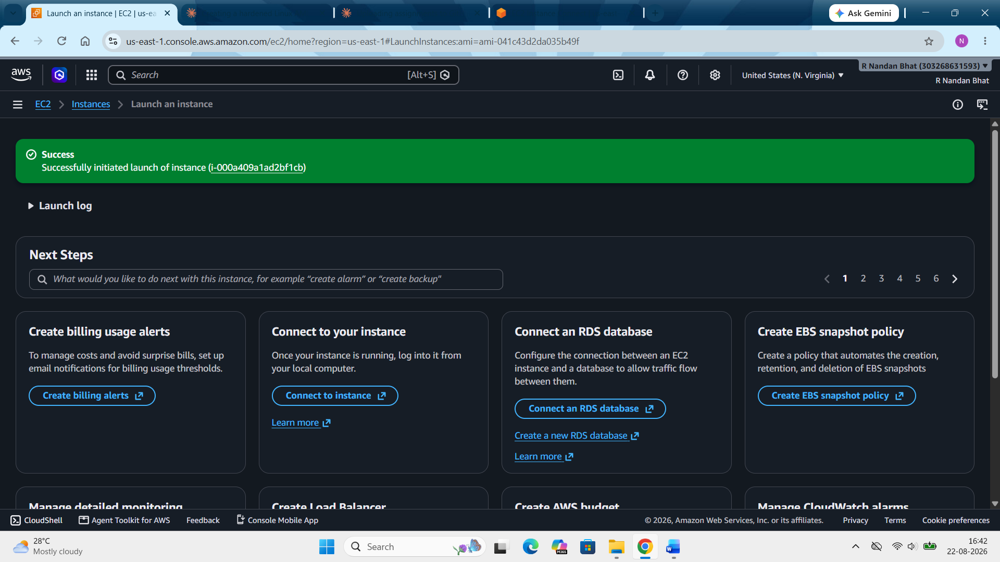 Launch an instance | EC2 | us-ea
Ask Gemini
us-east-1.console.aws.amazon.com/ec2/home?region=us-east-1#LaunchInstances:ami=ami-041c43d2da035b49f
N
aws
Search
[Alt+S]
United States (N. Virginia)
R Nandan Bhat (303268631593)
R Nandan Bhat
EC2
Instances
Launch an instance
Success
Successfully initiated launch of instance (i-000a409a1ad2bf1cb)
Launch log
Next Steps
What would you like to do next with this instance, for example “create alarm” or “create backup"
1 2 3 4 5 6
Create billing usage alerts
To manage costs and avoid surprise bills, set up
email notifications for billing usage thresholds.
Create billing alerts
Connect to your instance
Once your instance is running, log into it from
your local computer.
Connect to instance
Learn more
Connect an RDS database
Configure the connection between an EC2
instance and a database to allow traffic flow
between them.
Connect an RDS database
Create a new RDS database
Learn more
Create EBS snapshot policy
Create a policy that automates the creation,
retention, and deletion of EBS snapshots
Create EBS snapshot policy
Manage detailed monitoring
Create Load Balancer
Create AWS budget
Manage CloudWatch alarms
CloudShell
Agent Toolkit for AWS
Feedback
Console Mobile App
© 2026, Amazon Web Services, Inc. or its affiliates.
Privacy
Terms
Cookie preferences
28°C
Mostly cloudy
Search
M365
W
16:42
22-08-2026